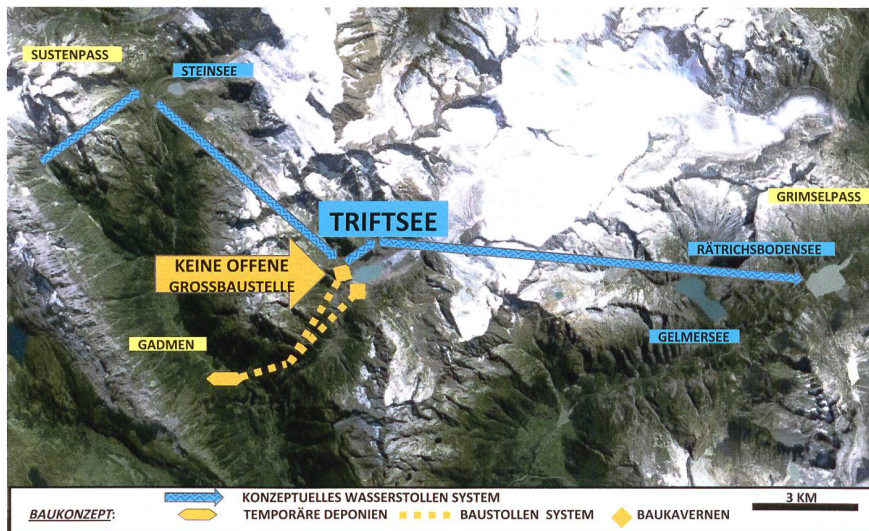 SUSTENPASS
STEINSEE
GRIMSELPASS
TRIFTSEE
RÄTRICHSBODENSEE
KEINE OFFENE
GROSSBAUSTELLE
GELMERSEE
GADMEN
KONZEPTUELLES WASSERSTOLLEN SYSTEM
3 KM
BAUKONZEPT:
TEMPORÄRE DEPONIEN
BAUSTOLLEN SYSTEM
BAUKAVERNEN